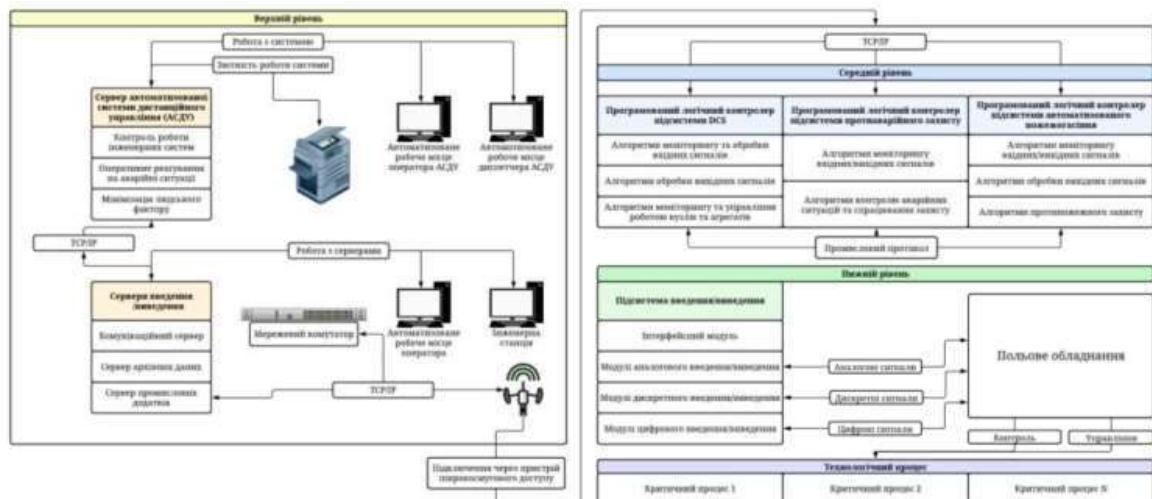 Верхній рівень
Робота з системою
Звітність роботи системи
Сервер автоматизованої
системи дистанційного
управління (АСДУ)
Контроль роботи
інженерних систем
Оперативне реагування
на аварійні ситуації
Мінімізація людського
фактору
Автоматизоване
робоче місце
оператора АСДУ
Автоматизоване
робоче місце
диспетчера АСДУ
TCP/IP
Робота з серверами
Сервери введення
/виведення
Комунікаційний сервер
Сервер архівних даних
Сервер промислових
додатків
Мережевий комутатор
Автоматизоване
робоче місце
оператора
Інженерна
станція
TCP/IP
Підключення через пристрій
широкосмугового доступу
TCP/IP
Середній рівень
Програмований логічний контролер
підсистеми DCS
Алгоритми моніторингу та обробки
вхідних сигналів
Алгоритми обробки вихідних сигналів
Алгоритми моніторингу та управління
роботою вузлів та агрегатів
Програмований логічний контролер
підсистеми протиаварійного захисту
Алгоритми моніторингу
вхідних/вихідних сигналів
Алгоритми контролю аварійних
ситуацій та спрацювання захисту
Програмований логічний контролер
підсистеми автоматизованого
пожежогасіння
Алгоритми моніторингу
вхідних/вихідних сигналів
Алгоритми обробки вихідних сигналів
Алгоритми протипожежного захисту
Промисловий протокол
Нижній рівень
Підсистема введення/виведення
Інтерфейсний модуль
Модулі аналогового введення/виведення
Модулі дискретного введення/виведення
Модулі цифрового введення/виведення
Аналогові сигнали
Дискретні сигнали
Цифрові сигнали
Польове обладнання
Контроль
Управління
Технологічний процес
Критичний процес 1
Критичний процес 2
Критичний процес N